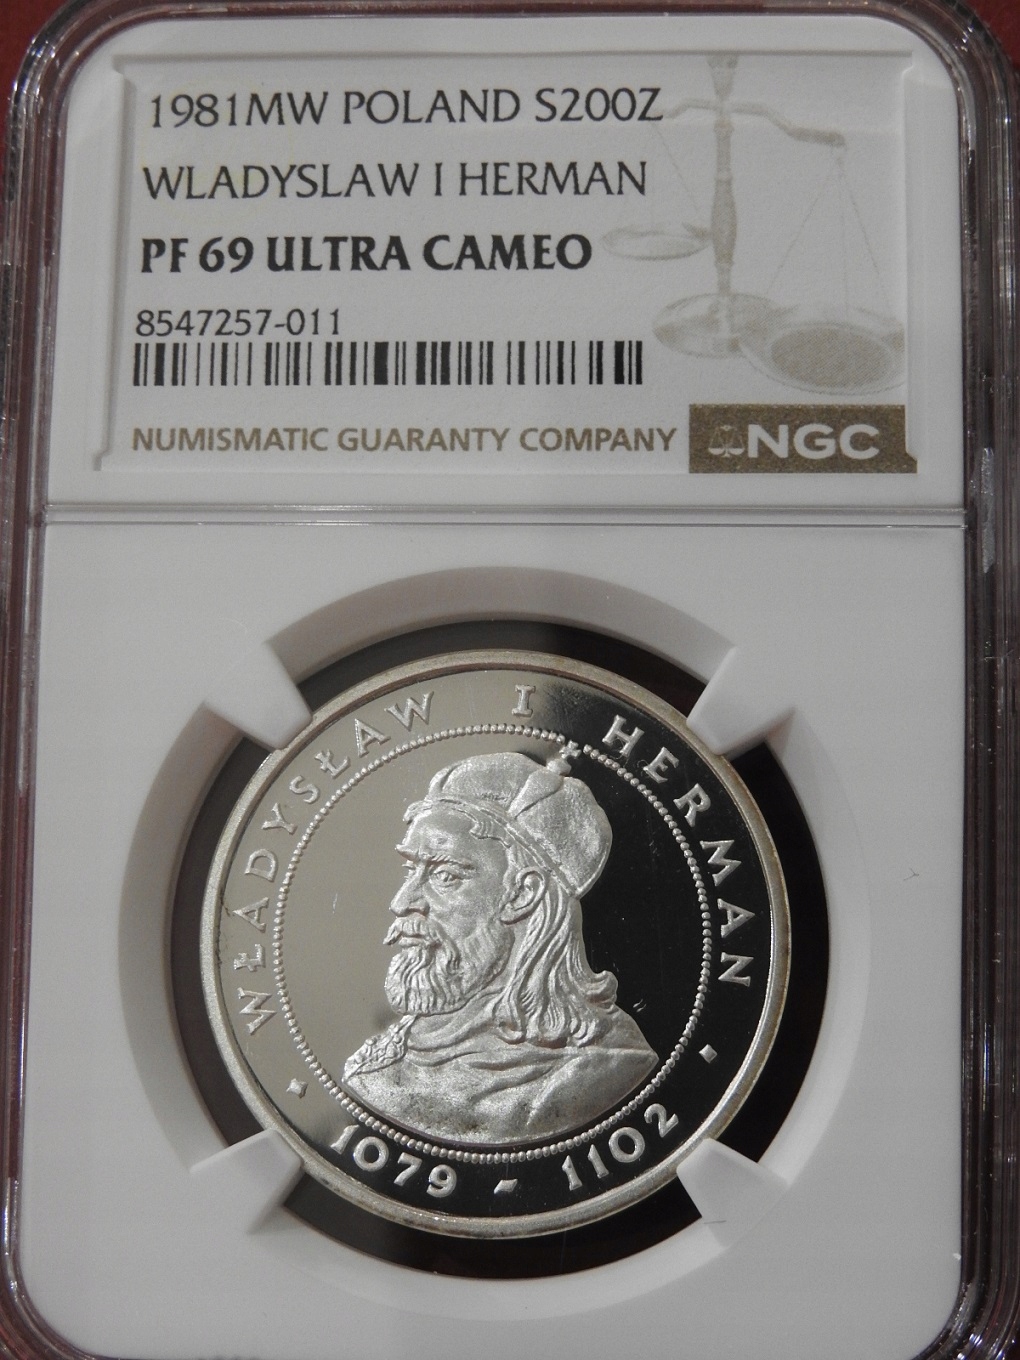 1981MW POLAND S200Z
WLADYSLAW I HERMAN
PF 69 ULTRA CAMEO
8547257-011
NUMISMATIC GUARANTY COMPANY NGC
WŁADYSŁAW I HERMAN
1079 - 1102